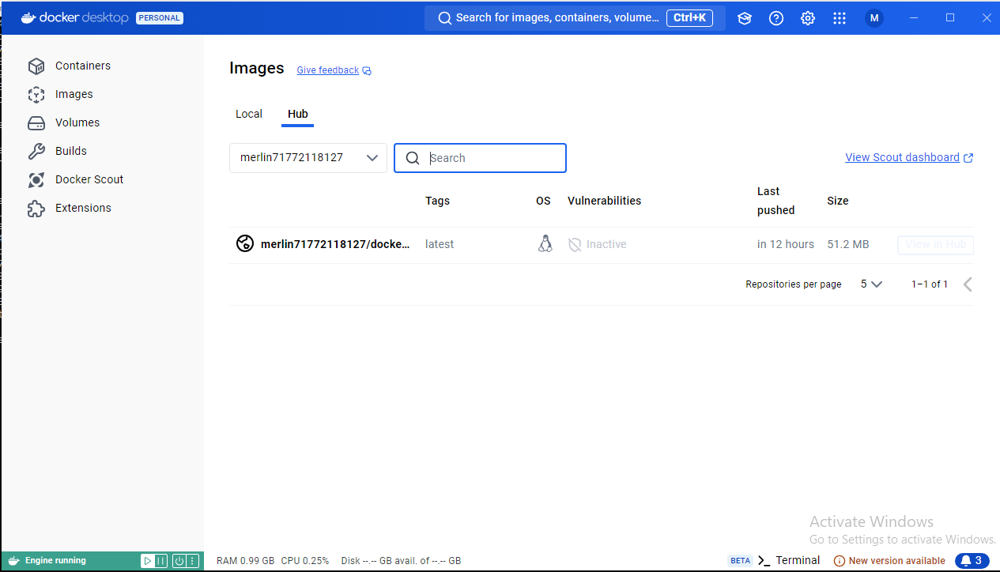 docker desktop PERSONAL
Search for images, containers, volume... Ctrl+K
M
Containers
Images
Volumes
Builds
Docker Scout
Extensions
Images Give feedback
Local Hub
merlin71772118127 Search View Scout dashboard
Tags OS Vulnerabilities Last pushed Size
merlin71772118127/docke... latest Inactive in 12 hours 51.2 MB View in Hub
Repositories per page 5 1–1 of 1
Activate Windows
Go to Settings to activate Windows.
Engine running RAM 0.99 GB CPU 0.25% Disk --.-- GB avail. of --.-- GB BETA >_ Terminal New version available 3